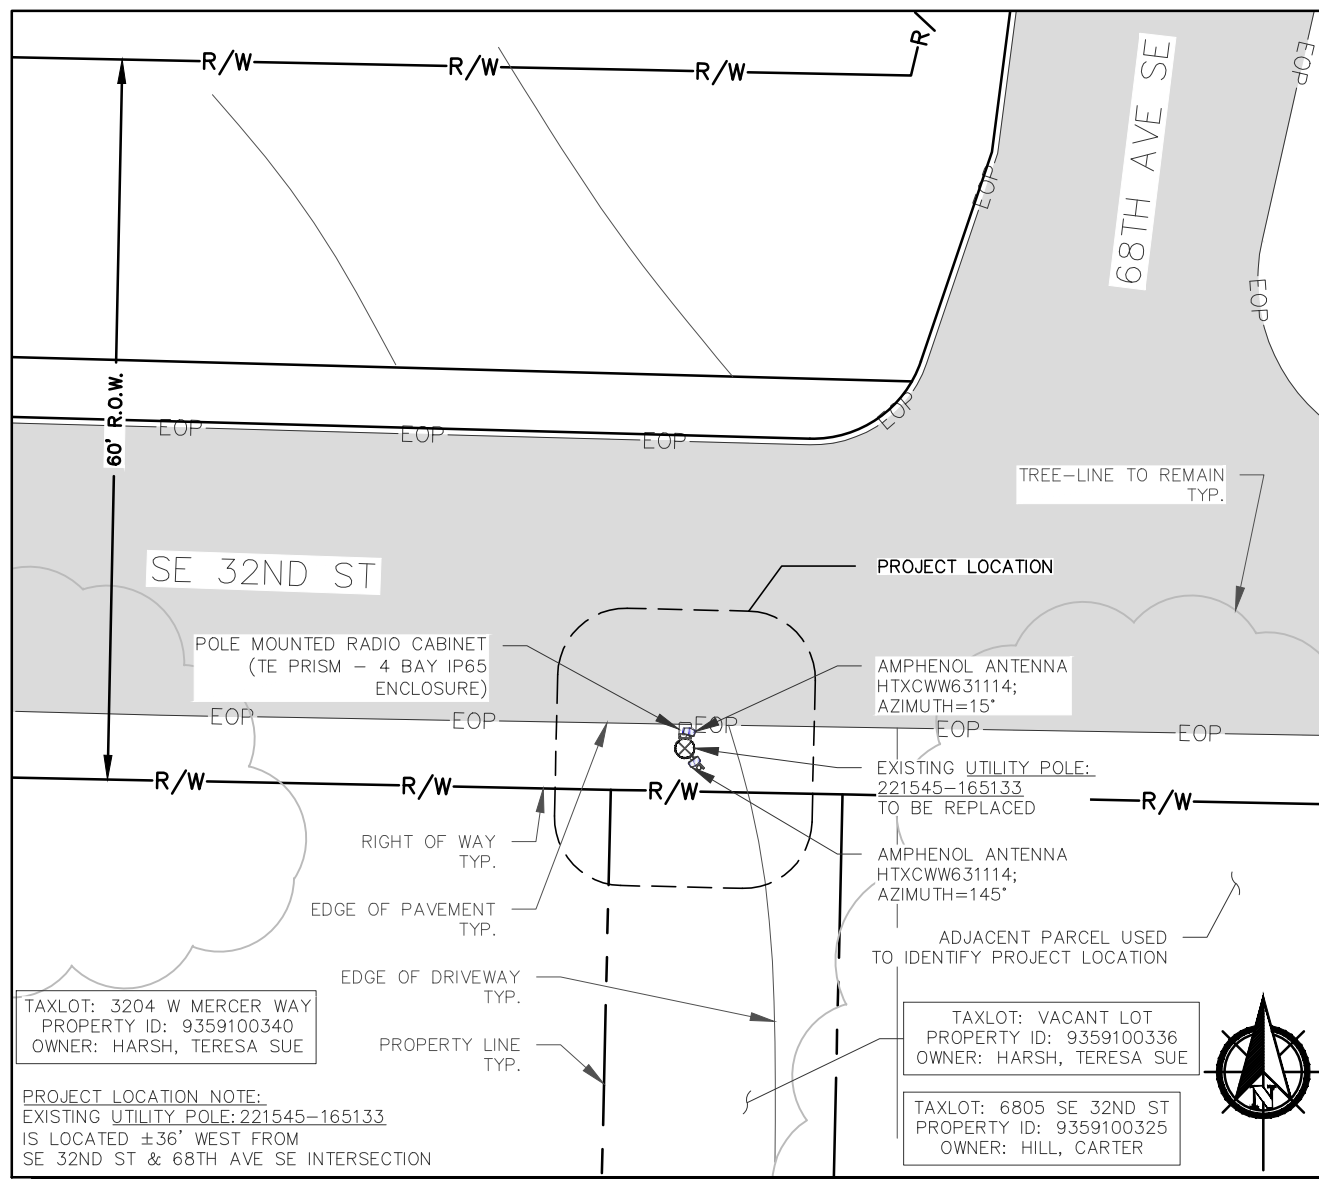 R/W
R/W
R/W
R/
68TH AVE SE
EOP
EOP
EOP
60' R.O.W.
EOP
EOP
EOP
EOP
TREE-LINE TO REMAIN
TYP.
SE 32ND ST
PROJECT LOCATION
POLE MOUNTED RADIO CABINET
(TE PRISM - 4 BAY IP65
ENCLOSURE)
AMPHENOL ANTENNA
HTXCWW631114;
AZIMUTH=15°
EOP
EOP
EOP
EOP
EOP
EXISTING UTILITY POLE:
221545-165133
TO BE REPLACED
R/W
R/W
R/W
R/W
RIGHT OF WAY
TYP.
AMPHENOL ANTENNA
HTXCWW631114;
AZIMUTH=145°
EDGE OF PAVEMENT
TYP.
ADJACENT PARCEL USED
TO IDENTIFY PROJECT LOCATION
EDGE OF DRIVEWAY
TYP.
TAXLOT: 3204 W MERCER WAY
PROPERTY ID: 9359100340
OWNER: HARSH, TERESA SUE
PROPERTY LINE
TYP.
TAXLOT: VACANT LOT
PROPERTY ID: 9359100336
OWNER: HARSH, TERESA SUE
N
PROJECT LOCATION NOTE:
EXISTING UTILITY POLE: 221545-165133
IS LOCATED ±36' WEST FROM
SE 32ND ST & 68TH AVE SE INTERSECTION
TAXLOT: 6805 SE 32ND ST
PROPERTY ID: 9359100325
OWNER: HILL, CARTER